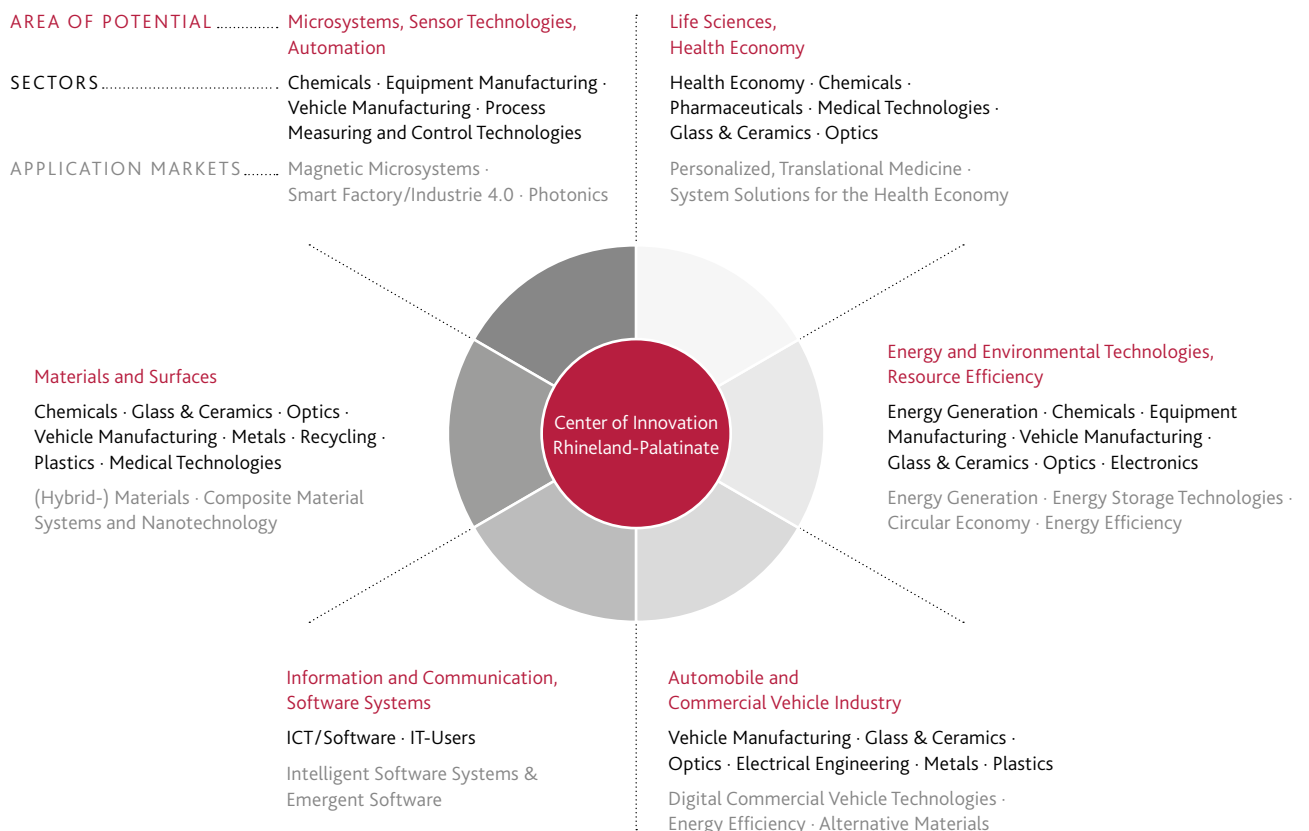 AREA OF POTENTIAL
Microsystems, Sensor Technologies,
Automation
SECTORS
Chemicals · Equipment Manufacturing ·
Vehicle Manufacturing · Process
Measuring and Control Technologies
APPLICATION MARKETS
Magnetic Microsystems ·
Smart Factory/Industrie 4.0 · Photonics
Life Sciences,
Health Economy
Health Economy · Chemicals ·
Pharmaceuticals · Medical Technologies ·
Glass & Ceramics · Optics
Personalized, Translational Medicine ·
System Solutions for the Health Economy
Materials and Surfaces
Chemicals · Glass & Ceramics · Optics ·
Vehicle Manufacturing · Metals · Recycling ·
Plastics · Medical Technologies
(Hybrid-) Materials · Composite Material
Systems and Nanotechnology
Center of Innovation
Rhineland-Palatinate
Energy and Environmental Technologies,
Resource Efficiency
Energy Generation · Chemicals · Equipment
Manufacturing · Vehicle Manufacturing ·
Glass & Ceramics · Optics · Electronics
Energy Generation · Energy Storage Technologies ·
Circular Economy · Energy Efficiency
Information and Communication,
Software Systems
ICT/Software · IT-Users
Intelligent Software Systems &
Emergent Software
Automobile and
Commercial Vehicle Industry
Vehicle Manufacturing · Glass & Ceramics ·
Optics · Electrical Engineering · Metals · Plastics
Digital Commercial Vehicle Technologies ·
Energy Efficiency · Alternative Materials